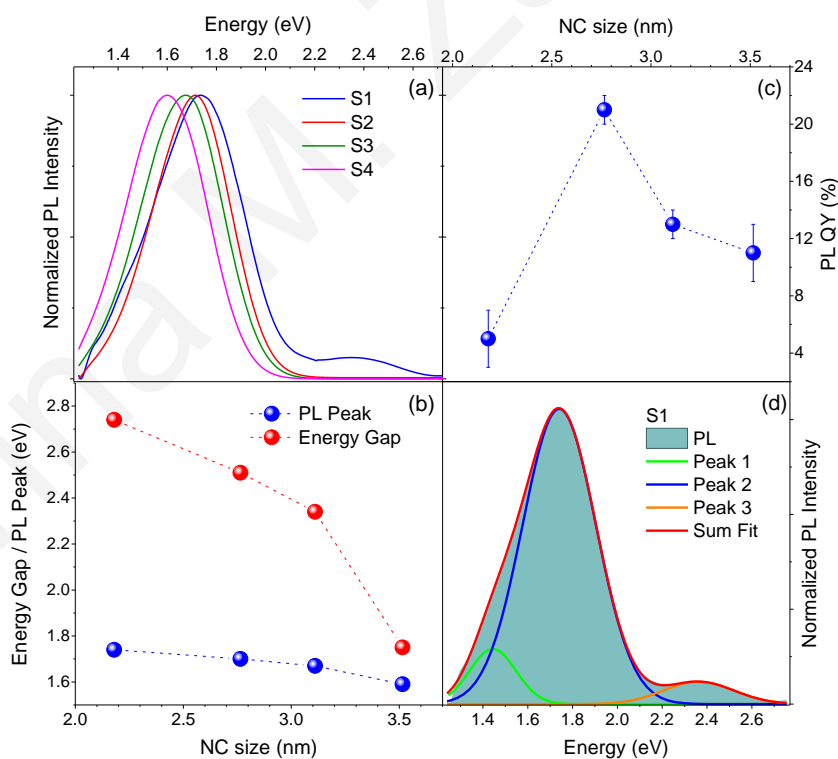 Energy (eV)
1.4 1.6 1.8 2.0 2.2 2.4 2.6
NC size (nm)
2.0 2.5 3.0 3.5
(a)
S1
S2
S3
S4
Normalized PL Intensity
(c)
24
22
20
18
16
14
12
10
8
6
4
PL QY (%)
(b)
PL Peak
Energy Gap
2.8
2.6
2.4
2.2
2.0
1.8
1.6
Energy Gap / PL Peak (eV)
2.0 2.5 3.0 3.5
NC size (nm)
(d)
S1
PL
Peak 1
Peak 2
Peak 3
Sum Fit
Normalized PL Intensity
1.4 1.6 1.8 2.0 2.2 2.4 2.6
Energy (eV)